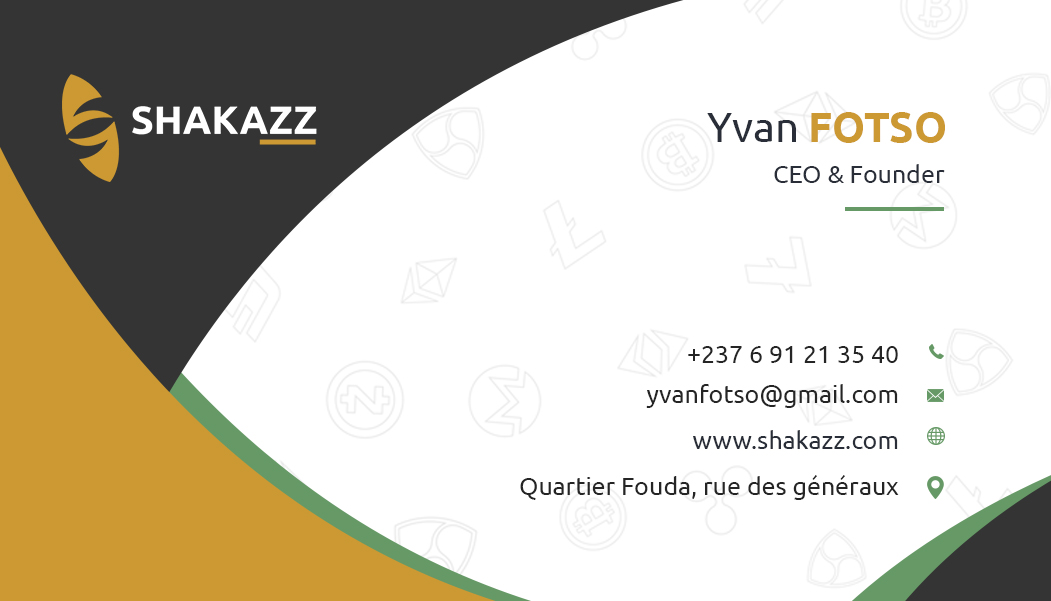 SHAKAZZ
Yvan FOTSO
CEO & Founder
+237 6 91 21 35 40
yvanfotso@gmail.com
www.shakazz.com
Quartier Fouda, rue des généraux